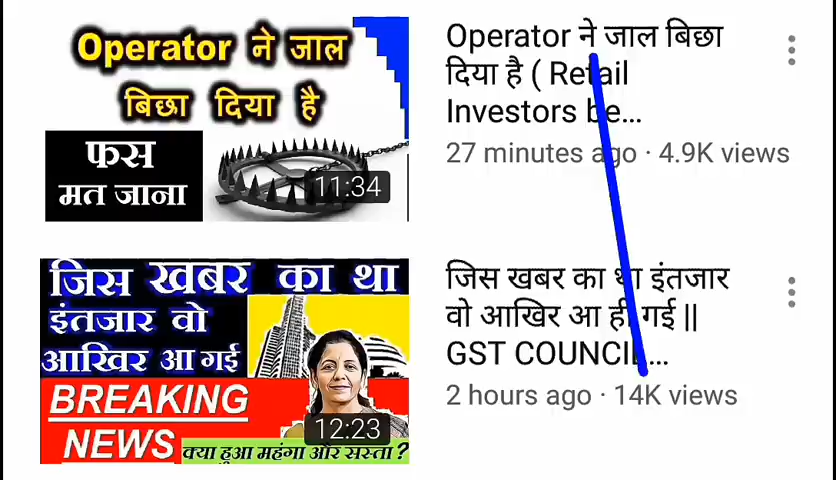 Operator ने जाल
बिछा दिया है
फस
मत जाना
11:34
Operator ने जाल बिछा
दिया है ( Retail
Investors be...
27 minutes ago · 4.9K views
जिस खबर का था
इंतजार वो
आखिर आ गई
BREAKING
NEWS
क्या हुआ महंगा और सस्ता?
12:23
जिस खबर का था इंतजार
वो आखिर आ ही गई ||
GST COUNCIL...
2 hours ago · 14K views